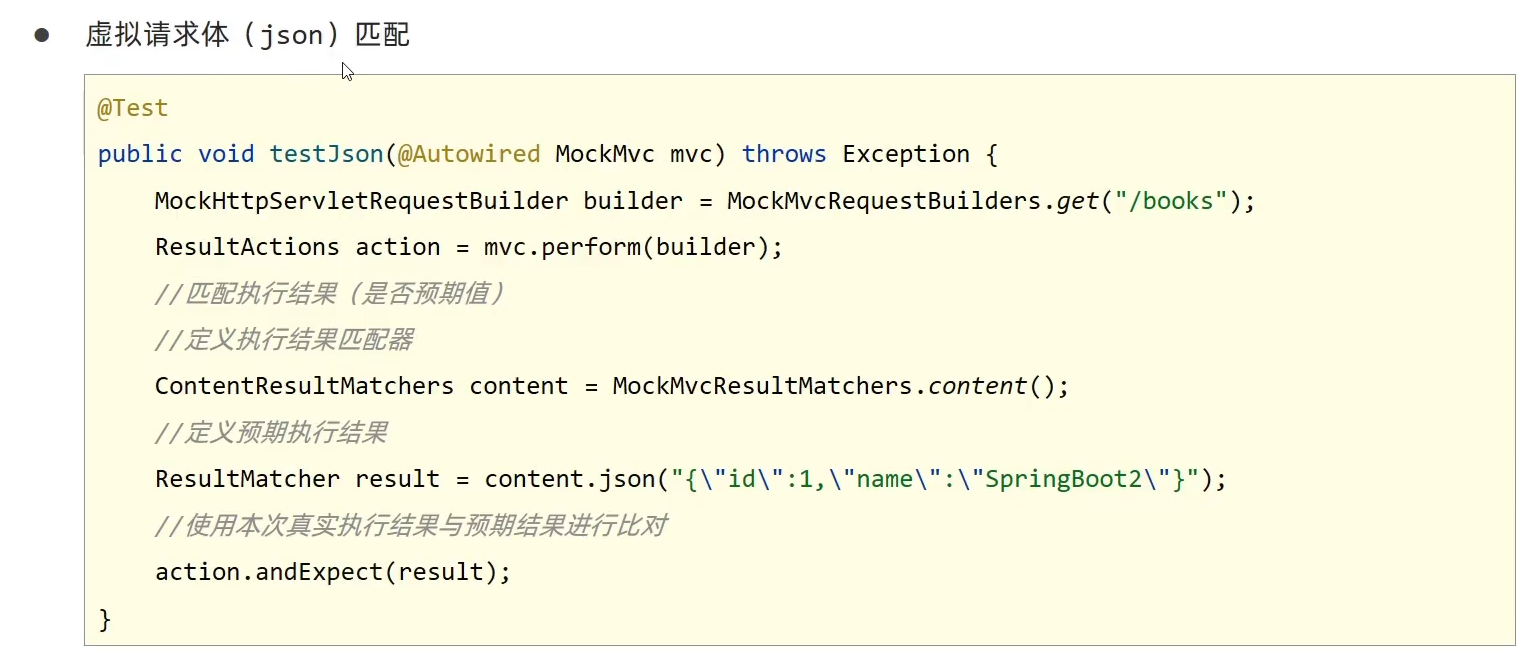 ● 虚拟请求体（json）匹配
@Test
public void testJson(@Autowired MockMvc mvc) throws Exception {
    MockHttpServletRequestBuilder builder = MockMvcRequestBuilders.get("/books");
    ResultActions action = mvc.perform(builder);
    //匹配执行结果（是否预期值）
    //定义执行结果匹配器
    ContentResultMatchers content = MockMvcResultMatchers.content();
    //定义预期执行结果
    ResultMatcher result = content.json("{\"id\":1,\"name\":\"SpringBoot2\"}");
    //使用本次真实执行结果与预期结果进行比对
    action.andExpect(result);
}